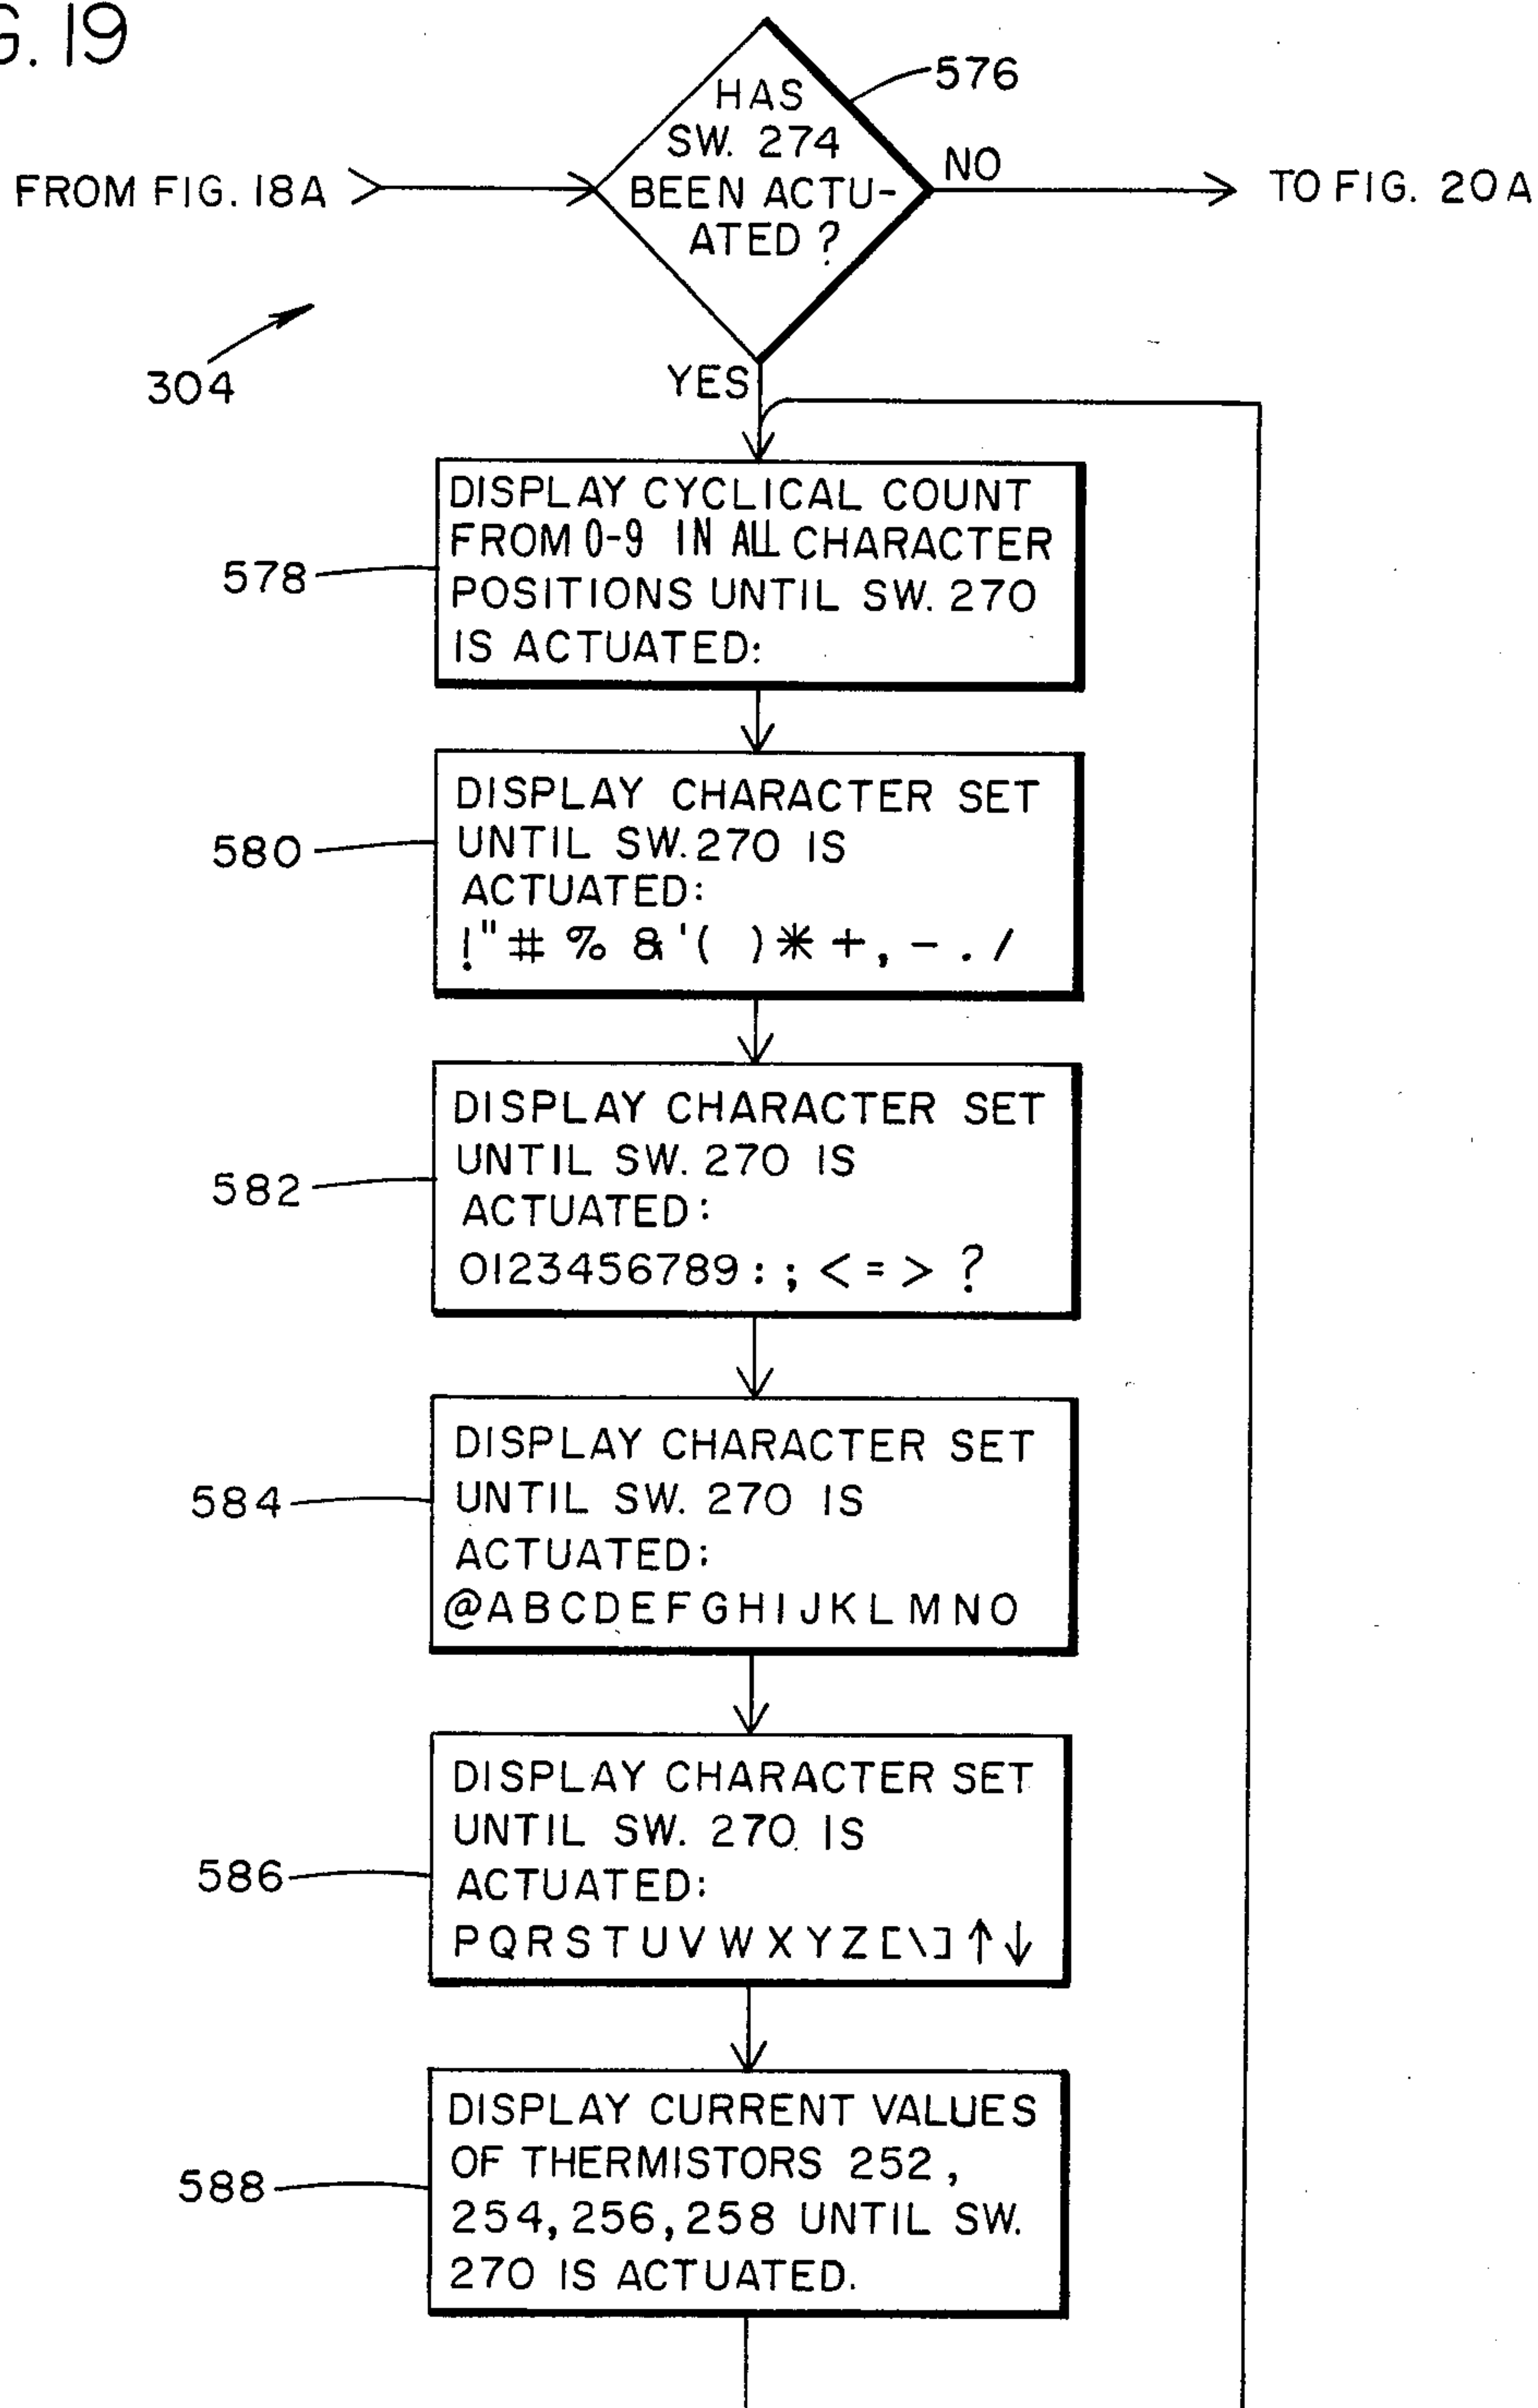 G. 19
HAS
SW. 274
BEEN ACTU-
ATED ?
576
FROM FIG. 18A
NO
TO FIG. 20A
304
YES
DISPLAY CYCLICAL COUNT
FROM 0-9 IN ALL CHARACTER
POSITIONS UNTIL SW. 270
IS ACTUATED:
578
DISPLAY CHARACTER SET
UNTIL SW. 270 IS
ACTUATED:
!"# % &'( )* +, - . /
580
DISPLAY CHARACTER SET
UNTIL SW. 270 IS
ACTUATED:
0123456789 : ; < = > ?
582
DISPLAY CHARACTER SET
UNTIL SW. 270 IS
ACTUATED:
@ABCDEFGHIJKLMNO
584
DISPLAY CHARACTER SET
UNTIL SW. 270 IS
ACTUATED:
PQRSTUVWXYZ[\]↑↓
586
DISPLAY CURRENT VALUES
OF THERMISTORS 252,
254, 256, 258 UNTIL SW.
270 IS ACTUATED.
588